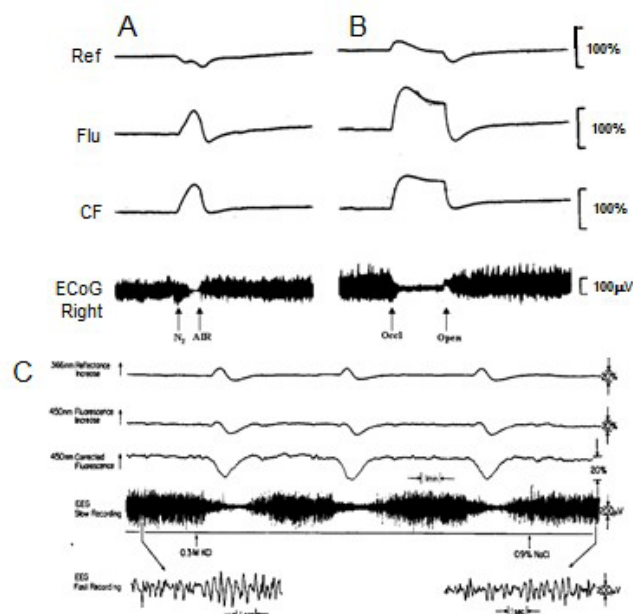 A
B
Ref
100%
Flu
100%
CF
100%
ECoG
Right
100µV
N₂
AIR
Occl
Open
C
366nm Reflectance
Increase
450nm Fluorescence
Increase
450nm Corrected
Fluorescence
20%
EEG
Slow Recording
0.3M KCl
0.9% NaCl
EEG
Fast Recording